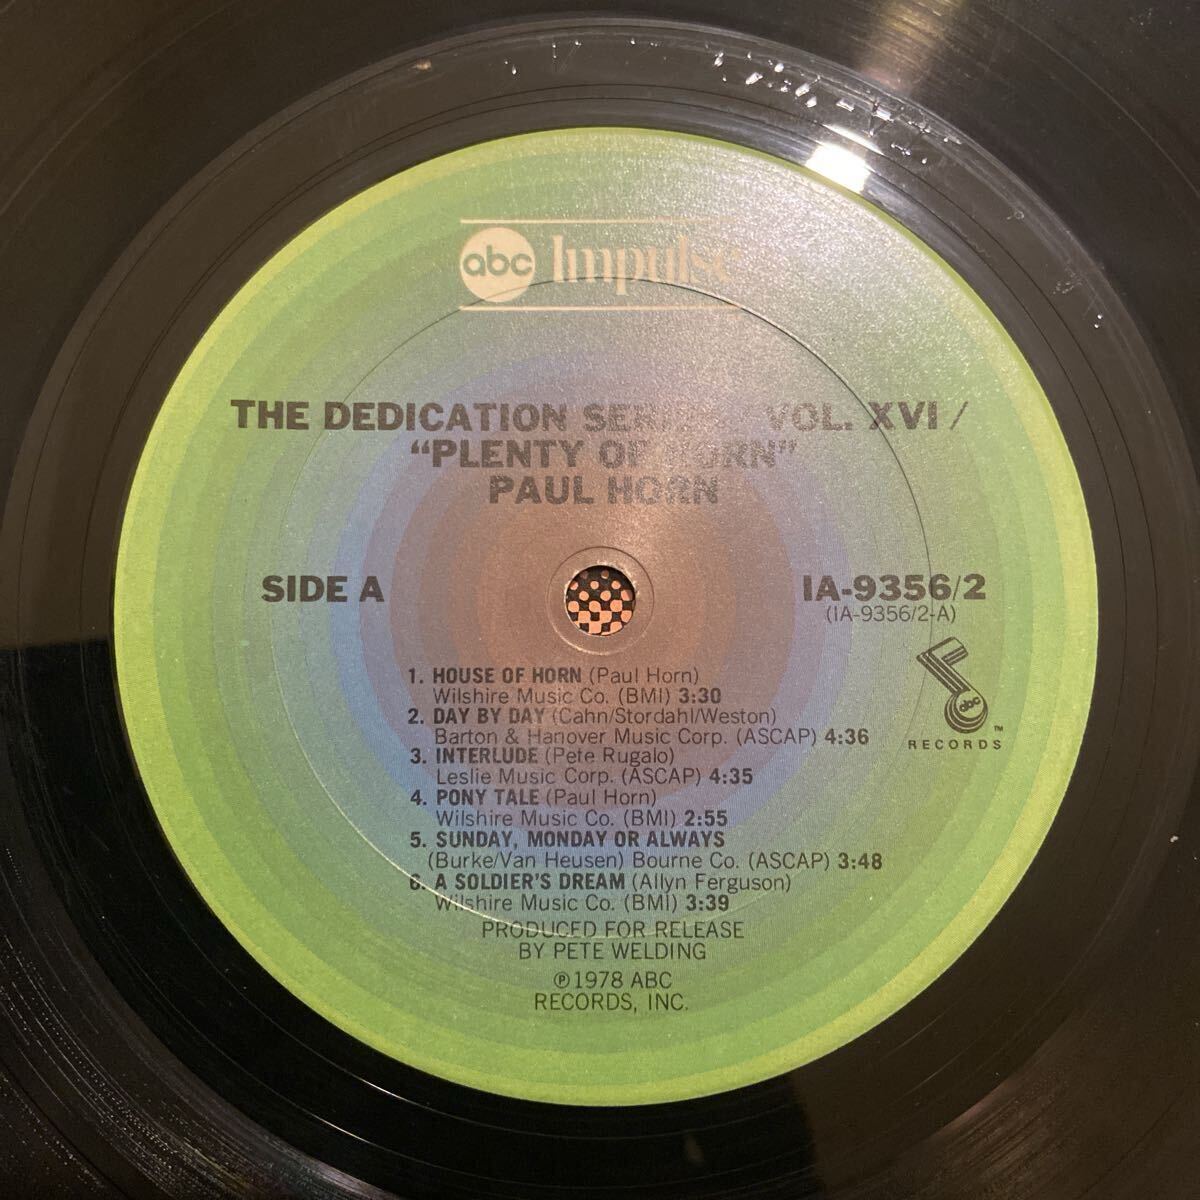 abc Impulse
THE DEDICATION SERIES / VOL. XVI /
“PLENTY OF HORN”
PAUL HORN
SIDE A
IA-9356/2
(IA-9356/2-A)
1. HOUSE OF HORN (Paul Horn)
Wilshire Music Co. (BMI) 3:30
2. DAY BY DAY (Cahn/Stordahl/Weston)
Barton & Hanover Music Corp. (ASCAP) 4:36
3. INTERLUDE (Pete Rugalo)
Leslie Music Corp. (ASCAP) 4:35
4. PONY TALE (Paul Horn)
Wilshire Music Co. (BMI) 2:55
5. SUNDAY, MONDAY OR ALWAYS
(Burke/Van Heusen) Bourne Co. (ASCAP) 3:48
6. A SOLDIER'S DREAM (Allyn Ferguson)
Wilshire Music Co. (BMI) 3:39
abc
TM
RECORDS
PRODUCED FOR RELEASE
BY PETE WELDING
℗1978 ABC
RECORDS, INC.